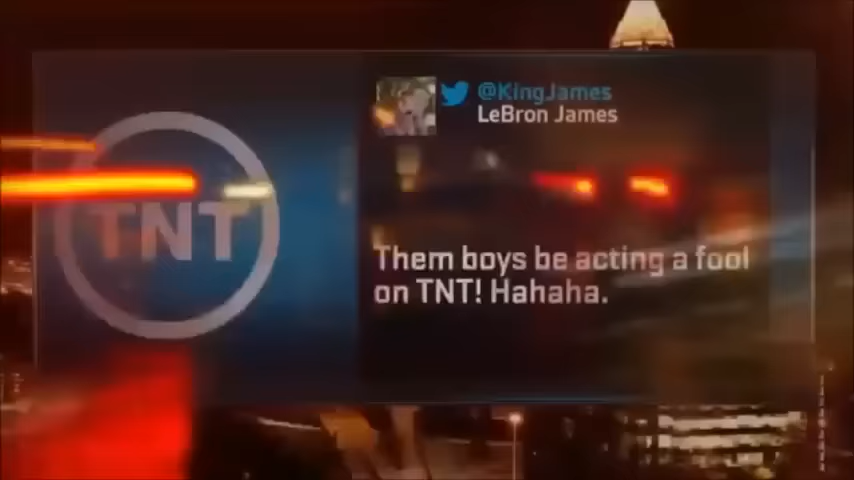 @KingJames
LeBron James
TNT
Them boys be acting a fool
on TNT! Hahaha.